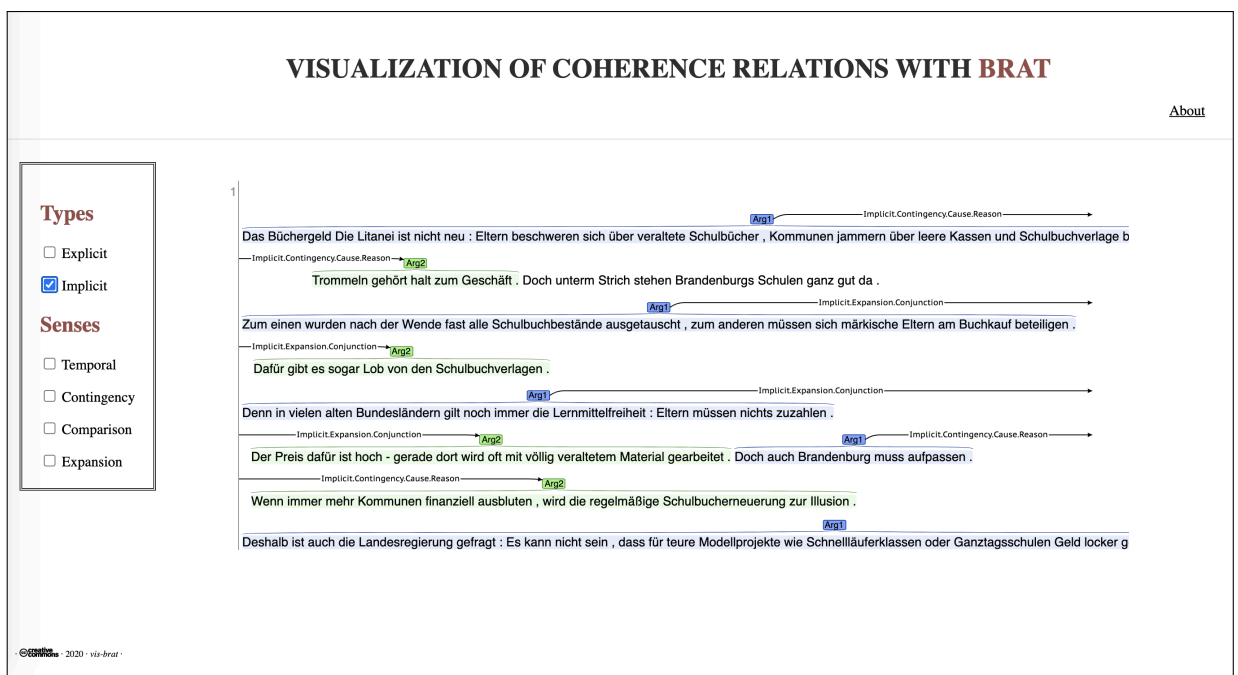 VISUALIZATION OF COHERENCE RELATIONS WITH BRAT
About
Types
Explicit
Implicit
Senses
Temporal
Contingency
Comparison
Expansion
1
Arg1 Implicit.Contingency.Cause.Reason
Das Büchergeld Die Litanei ist nicht neu : Eltern beschweren sich über veraltete Schulbücher , Kommunen jammern über leere Kassen und Schulbuchverlage b
Implicit.Contingency.Cause.Reason Arg2
Trommeln gehört halt zum Geschäft . Doch unterm Strich stehen Brandenburgs Schulen ganz gut da .
Arg1 Implicit.Expansion.Conjunction
Zum einen wurden nach der Wende fast alle Schulbuchbestände ausgetauscht , zum anderen müssen sich märkische Eltern am Buchkauf beteiligen .
Implicit.Expansion.Conjunction Arg2
Dafür gibt es sogar Lob von den Schulbuchverlagen .
Arg1 Implicit.Expansion.Conjunction
Denn in vielen alten Bundesländern gilt noch immer die Lernmittelfreiheit : Eltern müssen nichts zuzahlen .
Implicit.Expansion.Conjunction Arg2 Arg1 Implicit.Contingency.Cause.Reason
Der Preis dafür ist hoch - gerade dort wird oft mit völlig veraltetem Material gearbeitet . Doch auch Brandenburg muss aufpassen .
Implicit.Contingency.Cause.Reason Arg2
Wenn immer mehr Kommunen finanziell ausbluten , wird die regelmäßige Schulbucherneuerung zur Illusion .
Arg1
Deshalb ist auch die Landesregierung gefragt : Es kann nicht sein , dass für teure Modellprojekte wie Schnellläuferklassen oder Ganztagsschulen Geld locker g
· creative commons · 2020 · vis-brat ·